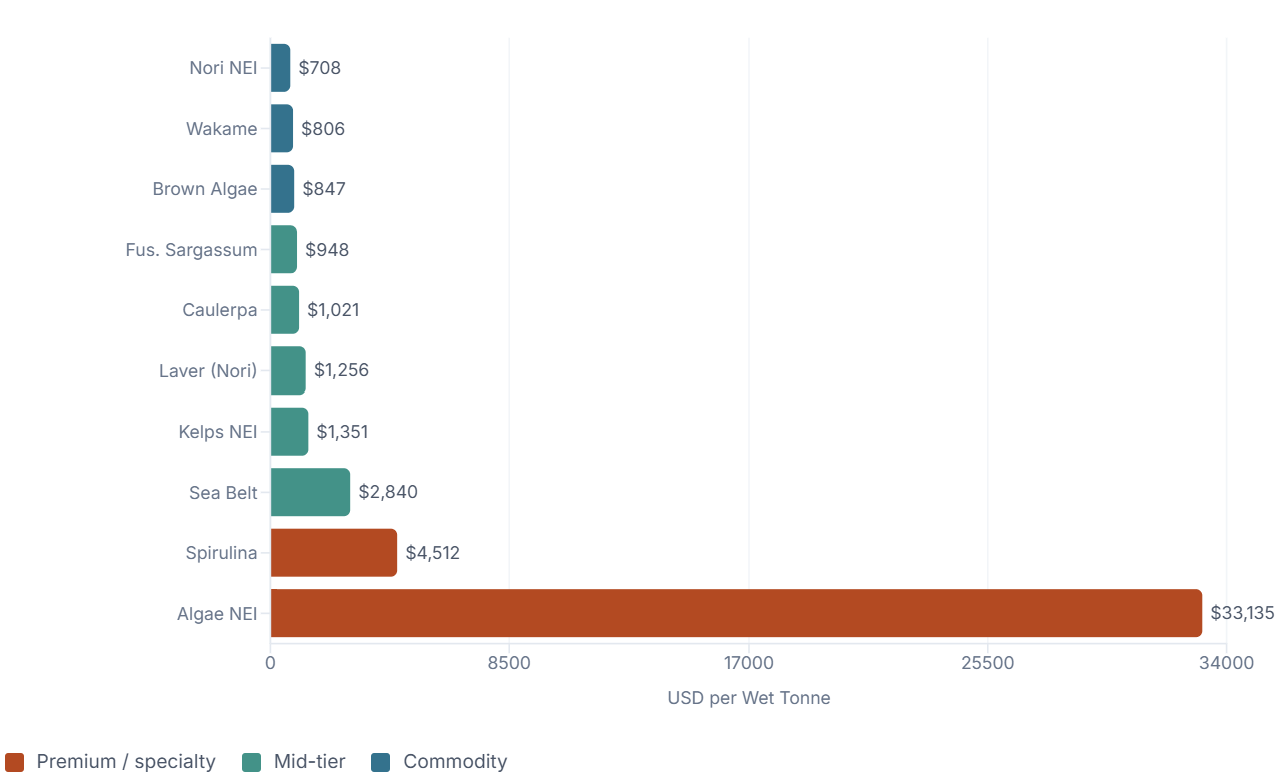 Nori NEI $708
Wakame $806
Brown Algae $847
Fus. Sargassum $948
Caulerpa $1,021
Laver (Nori) $1,256
Kelps NEI $1,351
Sea Belt $2,840
Spirulina $4,512
Algae NEI $33,135
0 8500 17000 25500 34000
USD per Wet Tonne
Premium / specialty Mid-tier Commodity